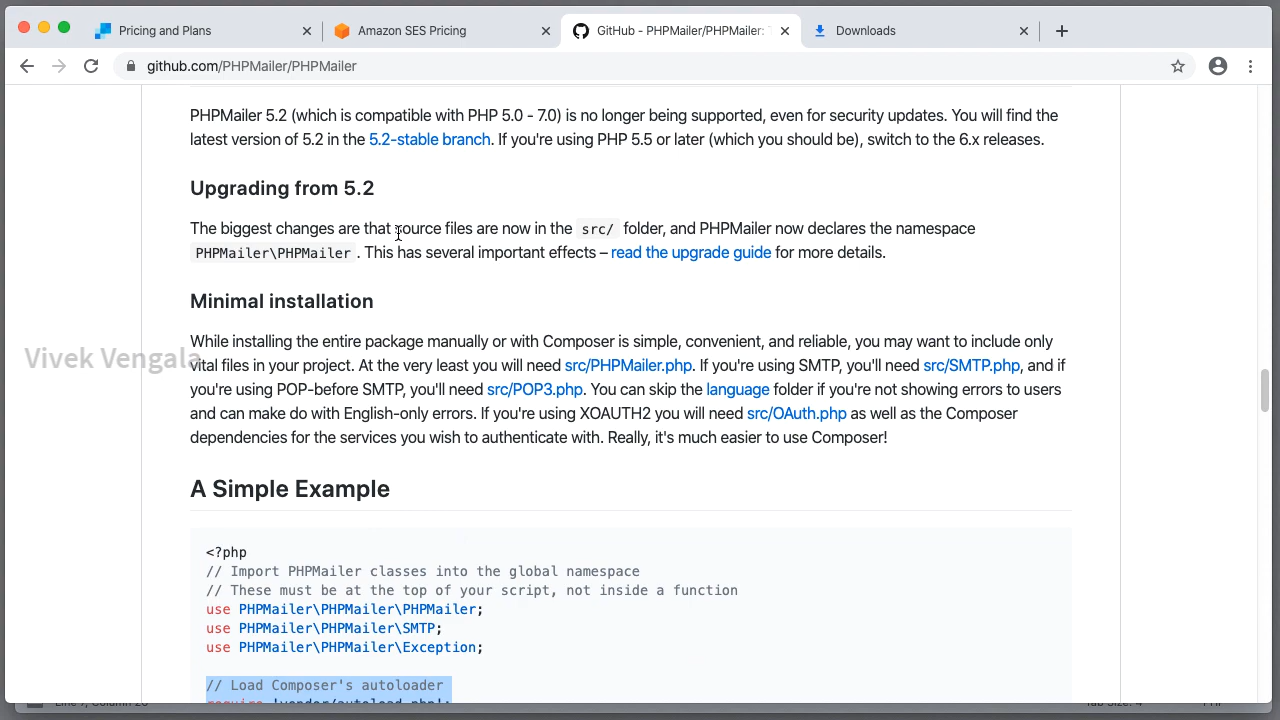 Pricing and Plans
Amazon SES Pricing
GitHub - PHPMailer/PHPMailer:
Downloads
github.com/PHPMailer/PHPMailer
PHPMailer 5.2 (which is compatible with PHP 5.0 - 7.0) is no longer being supported, even for security updates. You will find the
latest version of 5.2 in the 5.2-stable branch. If you're using PHP 5.5 or later (which you should be), switch to the 6.x releases.
Upgrading from 5.2
The biggest changes are that source files are now in the src/ folder, and PHPMailer now declares the namespace
PHPMailer\PHPMailer . This has several important effects – read the upgrade guide for more details.
Minimal installation
While installing the entire package manually or with Composer is simple, convenient, and reliable, you may want to include only
Vivek Vengala
vital files in your project. At the very least you will need src/PHPMailer.php. If you're using SMTP, you'll need src/SMTP.php, and if
you're using POP-before SMTP, you'll need src/POP3.php. You can skip the language folder if you're not showing errors to users
and can make do with English-only errors. If you're using XOAUTH2 you will need src/OAuth.php as well as the Composer
dependencies for the services you wish to authenticate with. Really, it's much easier to use Composer!
A Simple Example
<?php
// Import PHPMailer classes into the global namespace
// These must be at the top of your script, not inside a function
use PHPMailer\PHPMailer\PHPMailer;
use PHPMailer\PHPMailer\SMTP;
use PHPMailer\PHPMailer\Exception;
// Load Composer's autoloader
require 'vendor/autoload.php';